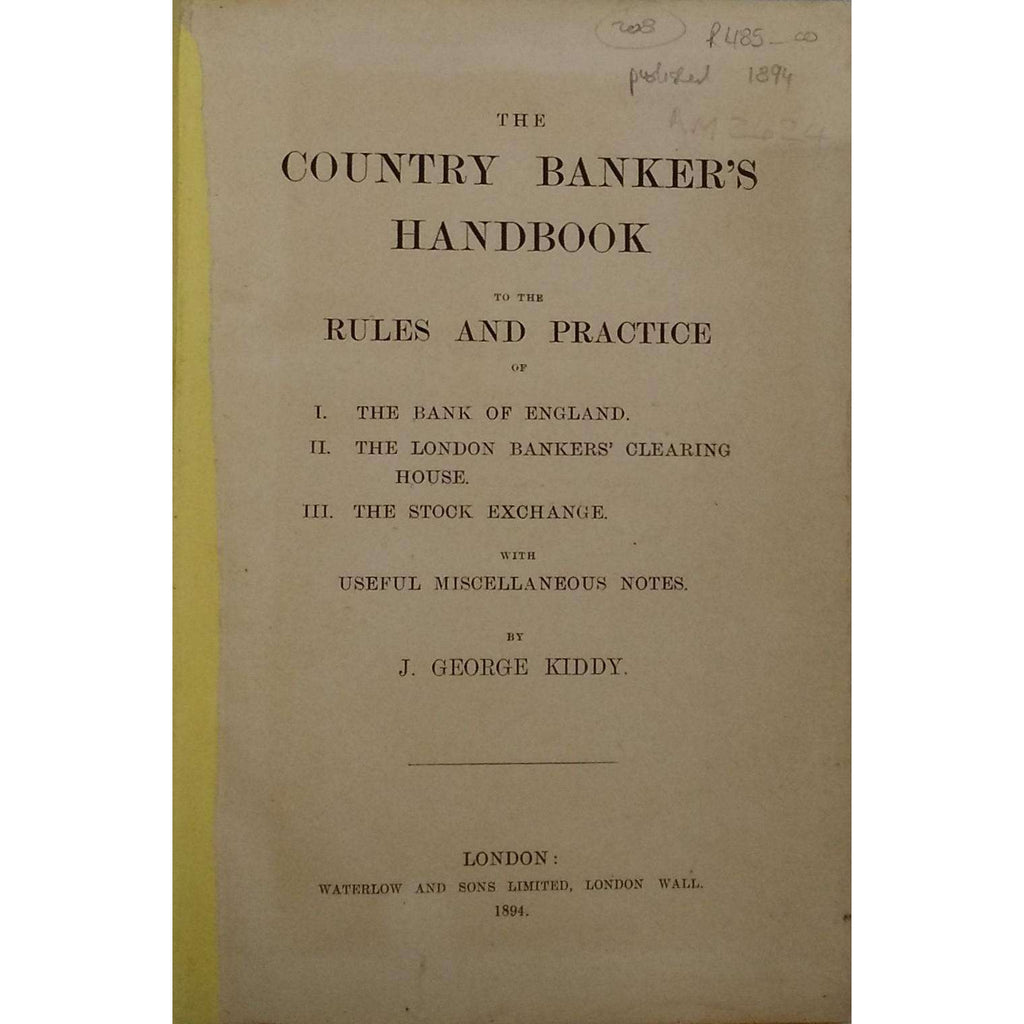 R485-00
published 1894
THE
COUNTRY BANKER'S
HANDBOOK
TO THE
RULES AND PRACTICE
OF
I. THE BANK OF ENGLAND.
II. THE LONDON BANKERS' CLEARING
HOUSE.
III. THE STOCK EXCHANGE.
WITH
USEFUL MISCELLANEOUS NOTES.
BY
J. GEORGE KIDDY.
LONDON:
WATERLOW AND SONS LIMITED, LONDON WALL.
1894.